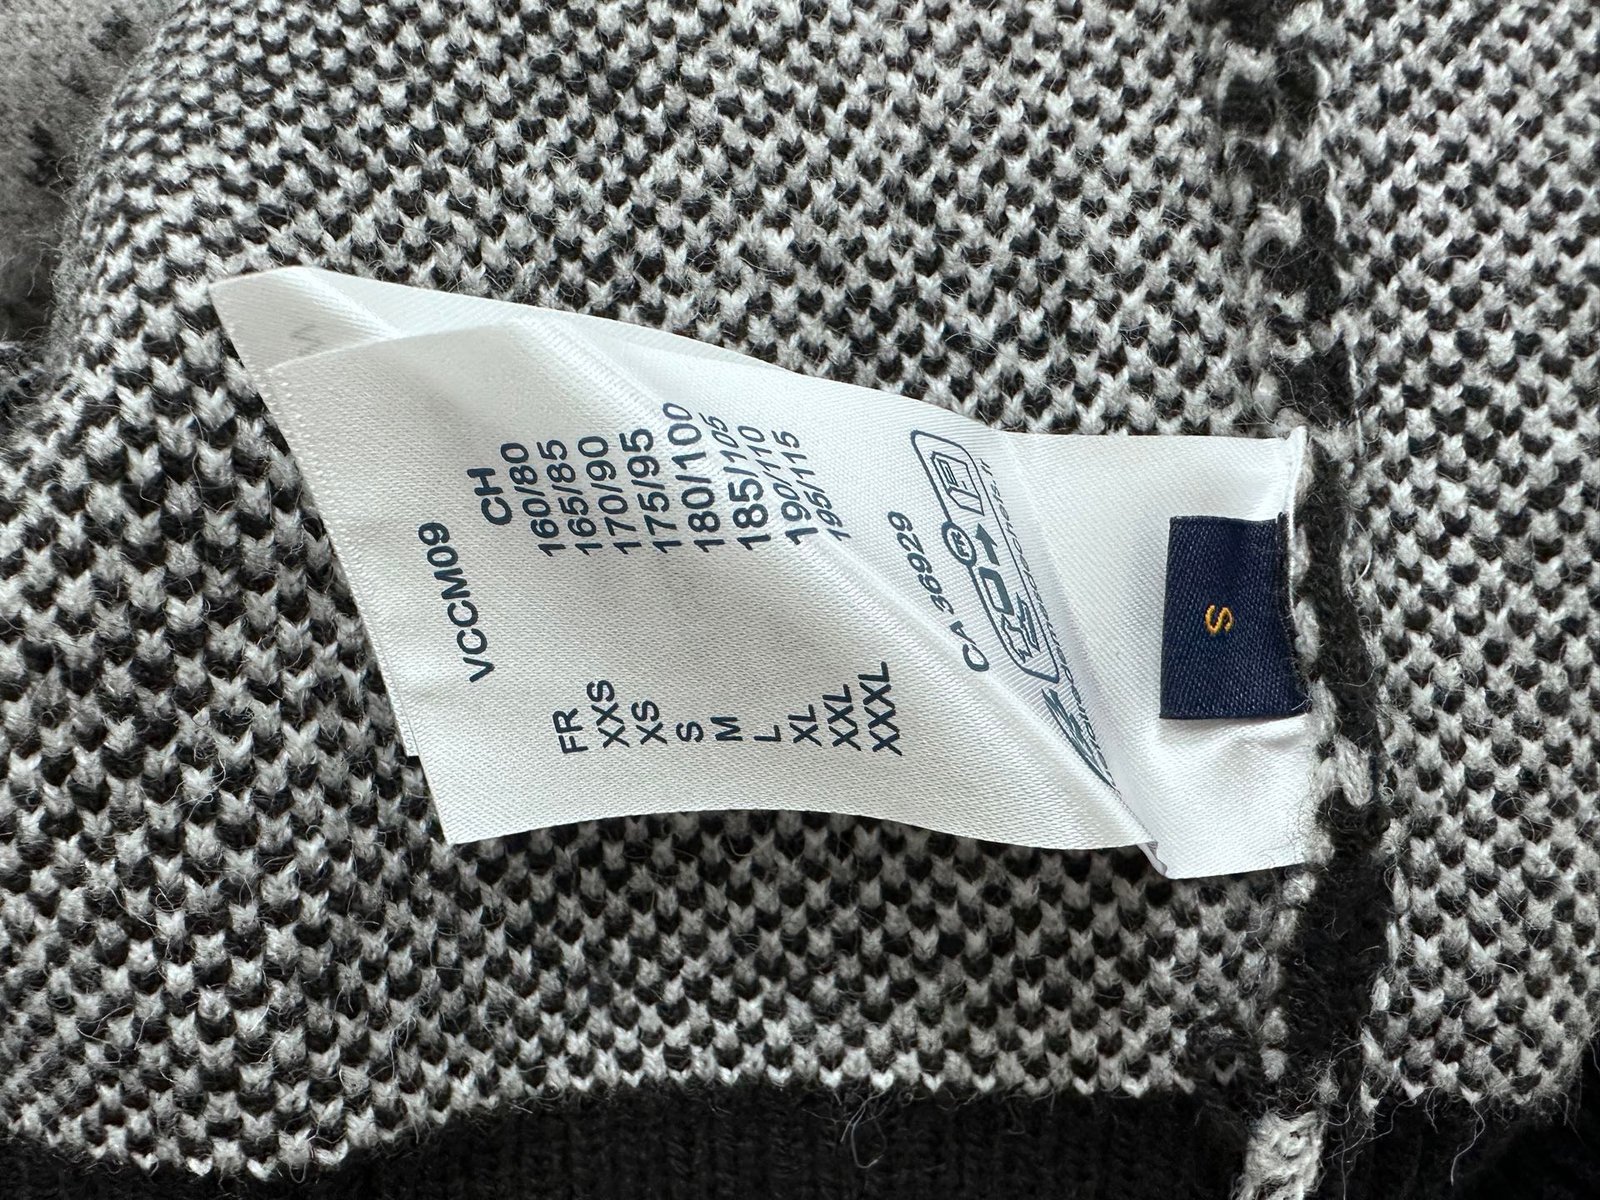 VCCM09
FR CH
XXS 160/80
XS 165/85
S 170/90
M 175/95
L 180/100
XL 185/105
XXL 190/110
XXXL 195/115
CA 36929
FR
S